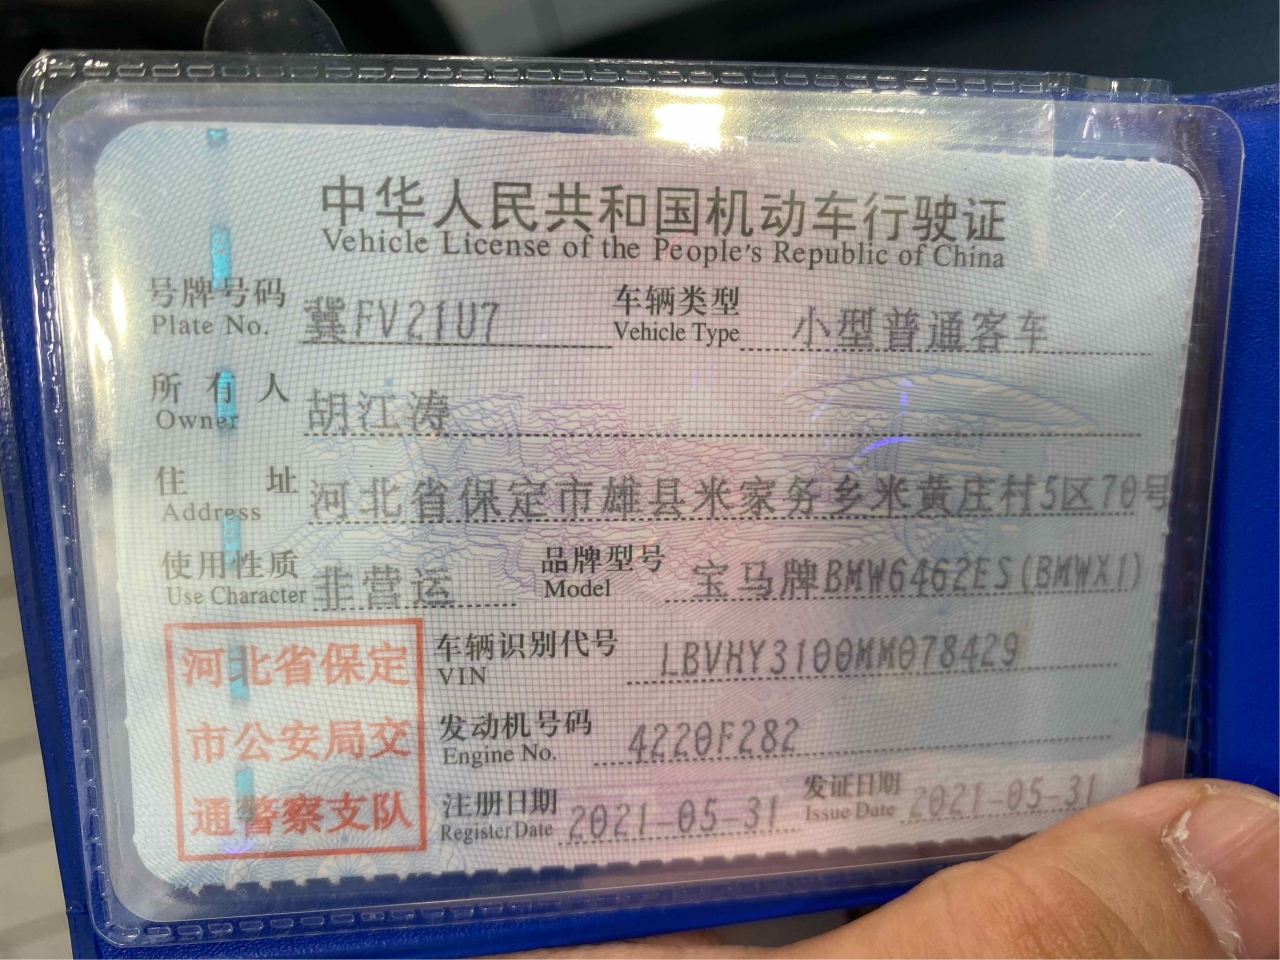 中华人民共和国机动车行驶证
Vehicle License of the People's Republic of China
号牌号码 冀FV21U7 车辆类型 小型普通客车
Plate No. Vehicle Type
所有人 胡江涛
Owner
住址 河北省保定市雄县米家务乡米黄庄村5区70号
Address
使用性质 非营运 品牌型号 宝马牌BMW6462ES(BMWX1)
Use Character Model
河北省保定
市公安局交
通警察支队
车辆识别代号 LBVHY3100MM078429
VIN
发动机号码 4220F282
Engine No.
注册日期 2021-05-31 发证日期 2021-05-31
Register Date Issue Date